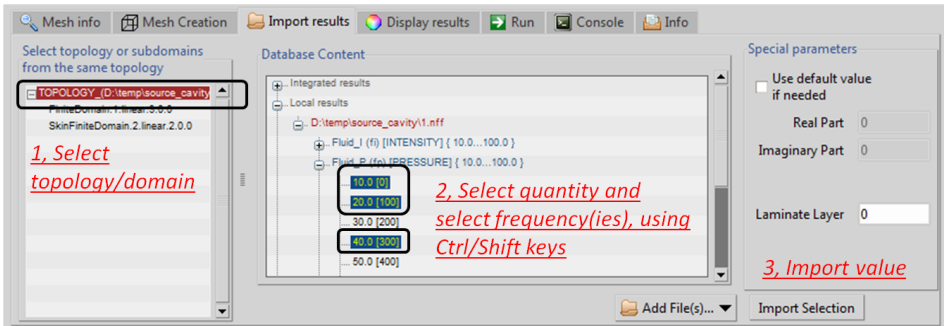 Mesh info
Mesh Creation
Import results
Display results
Run
Console
Info
Select topology or subdomains
from the same topology
TOPOLOGY_(D:\temp\source_cavity
FiniteDomain.1.linear.3.0.0
SkinFiniteDomain.2.linear.2.0.0
1, Select
topology/domain
Database Content
Integrated results
Local results
D:\temp\source_cavity\1.nff
Fluid_I (fi) [INTENSITY] { 10.0...100.0 }
Fluid_P (fp) [PRESSURE] { 10.0...100.0 }
10.0 [0]
20.0 [100]
30.0 [200]
40.0 [300]
50.0 [400]
2, Select quantity and
select frequency(ies), using
Ctrl/Shift keys
Add File(s)...
Special parameters
Use default value
if needed
Real Part 0
Imaginary Part 0
Laminate Layer 0
3, Import value
Import Selection